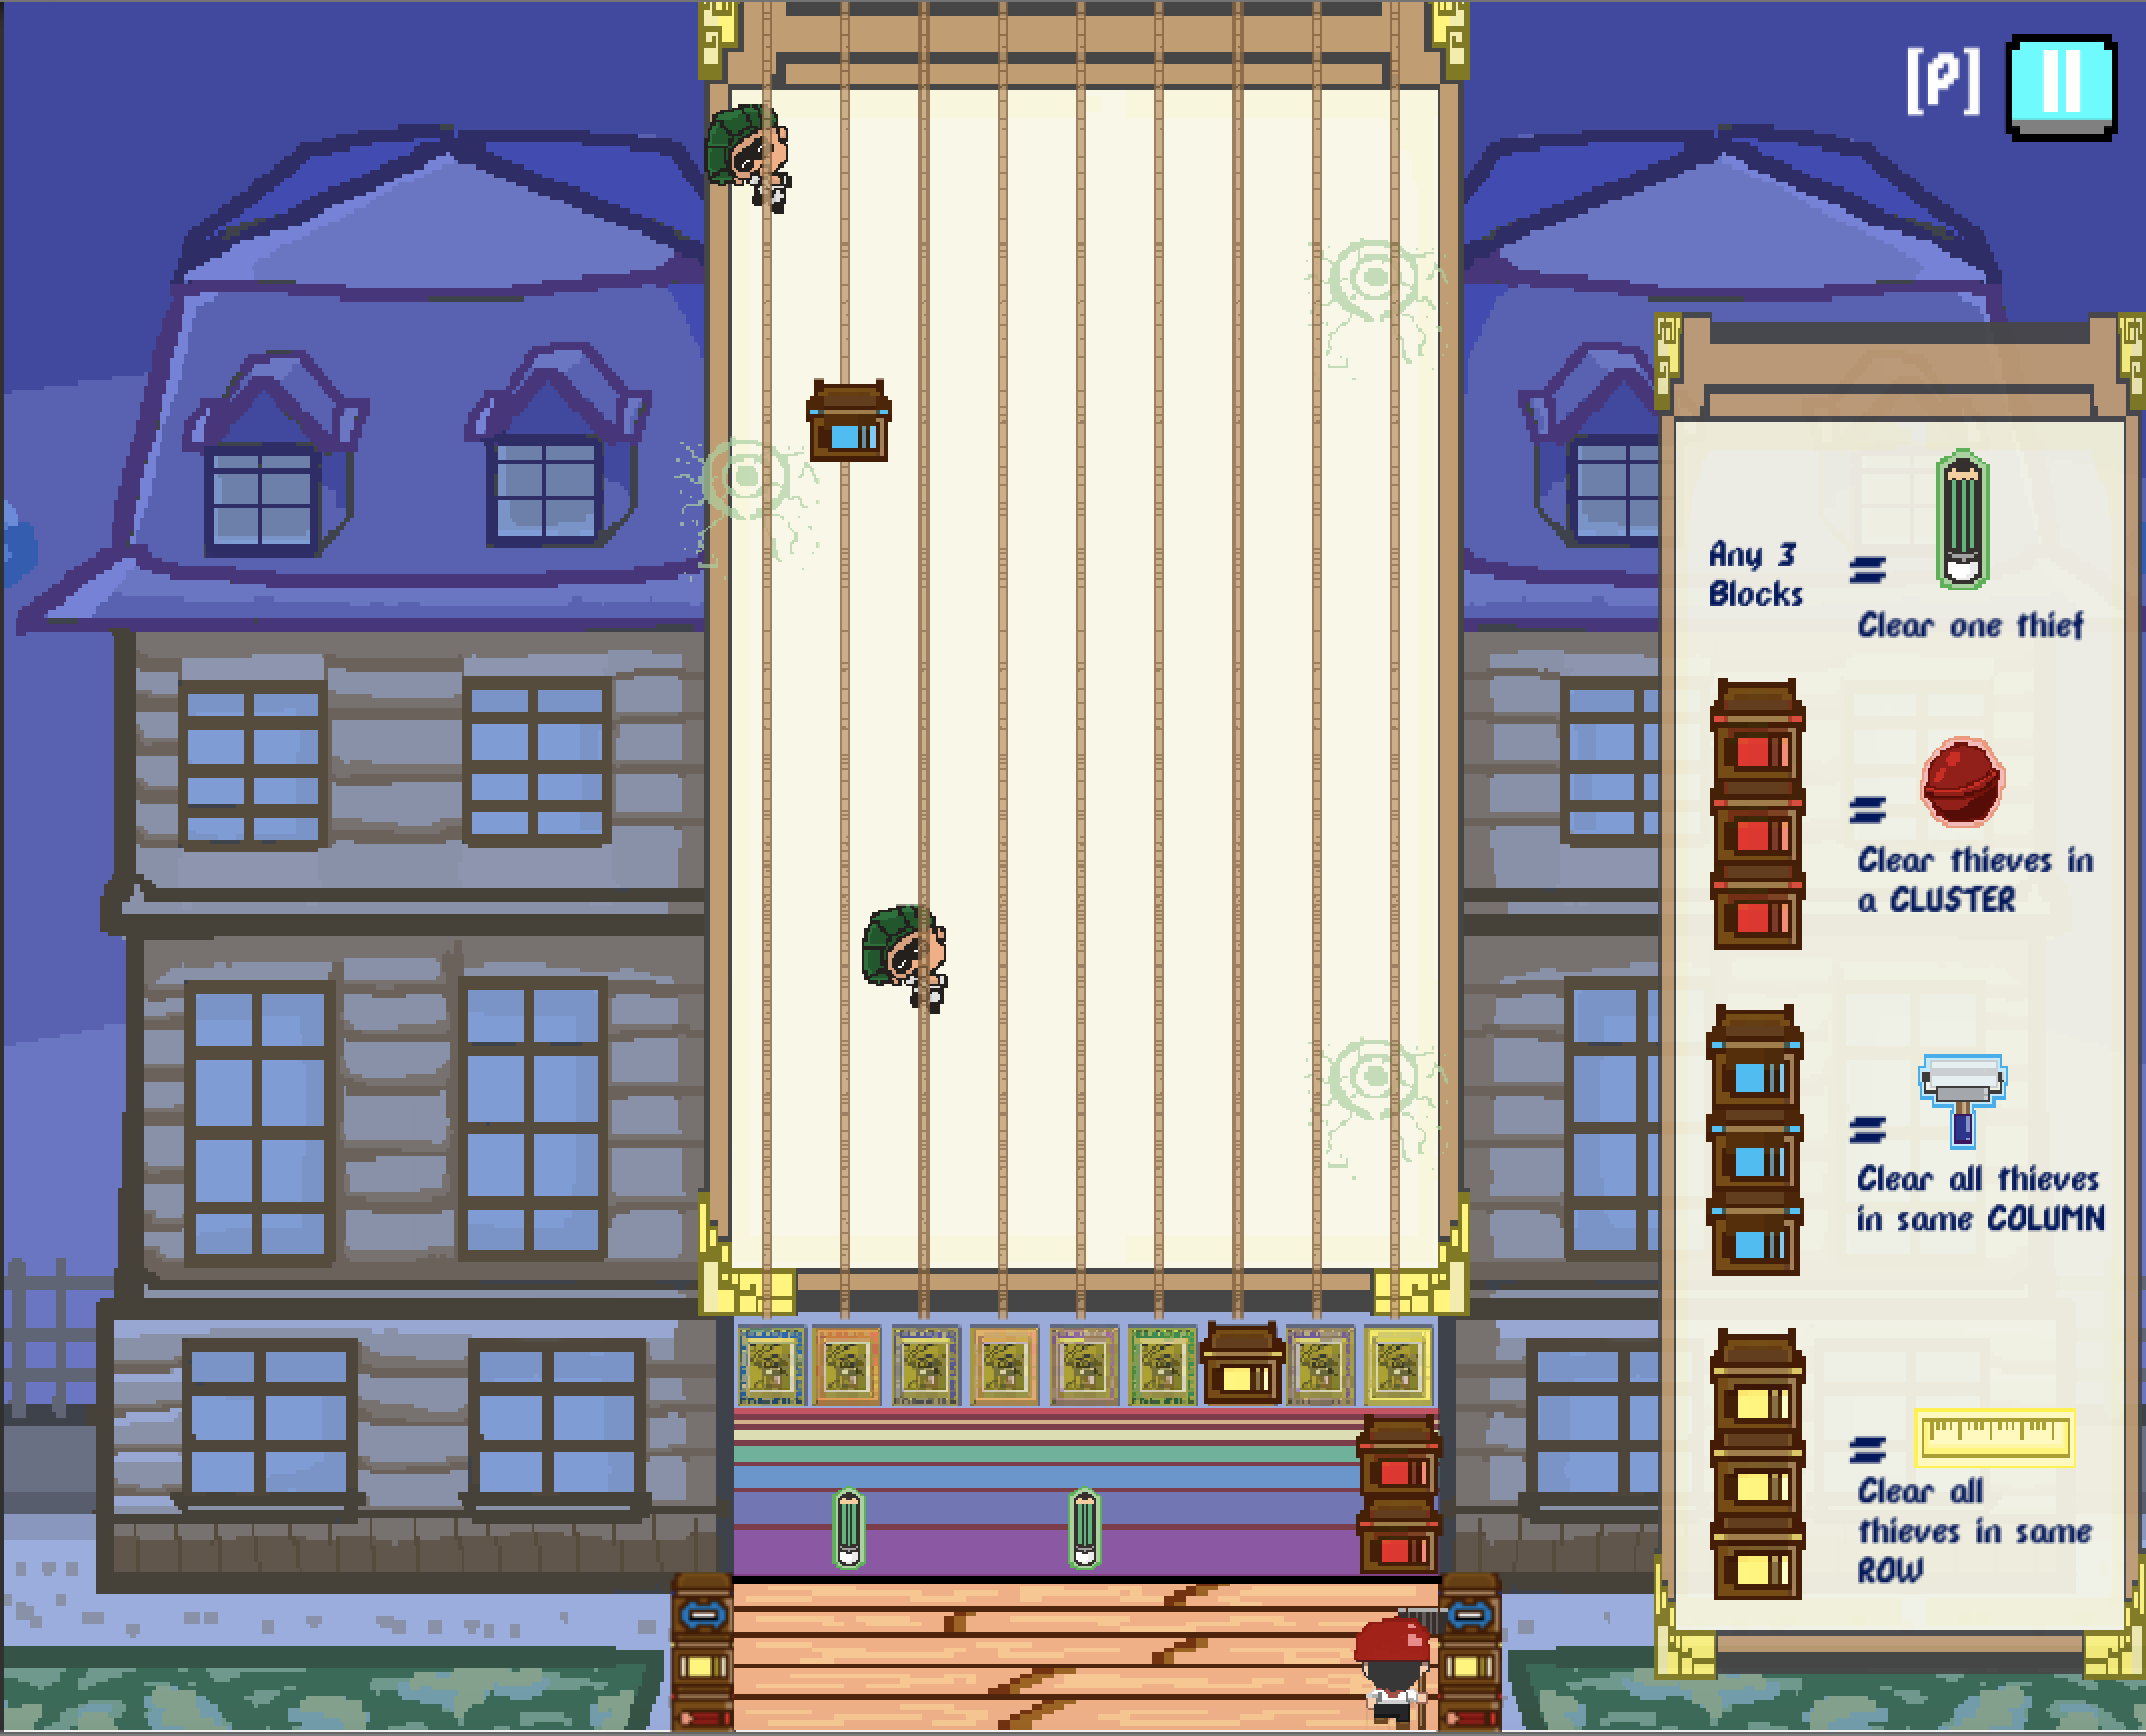 [P]
Any 3
Blocks
=
Clear one thief
=
Clear thieves in
a CLUSTER
=
Clear all thieves
in same COLUMN
=
Clear all
thieves in same
ROW